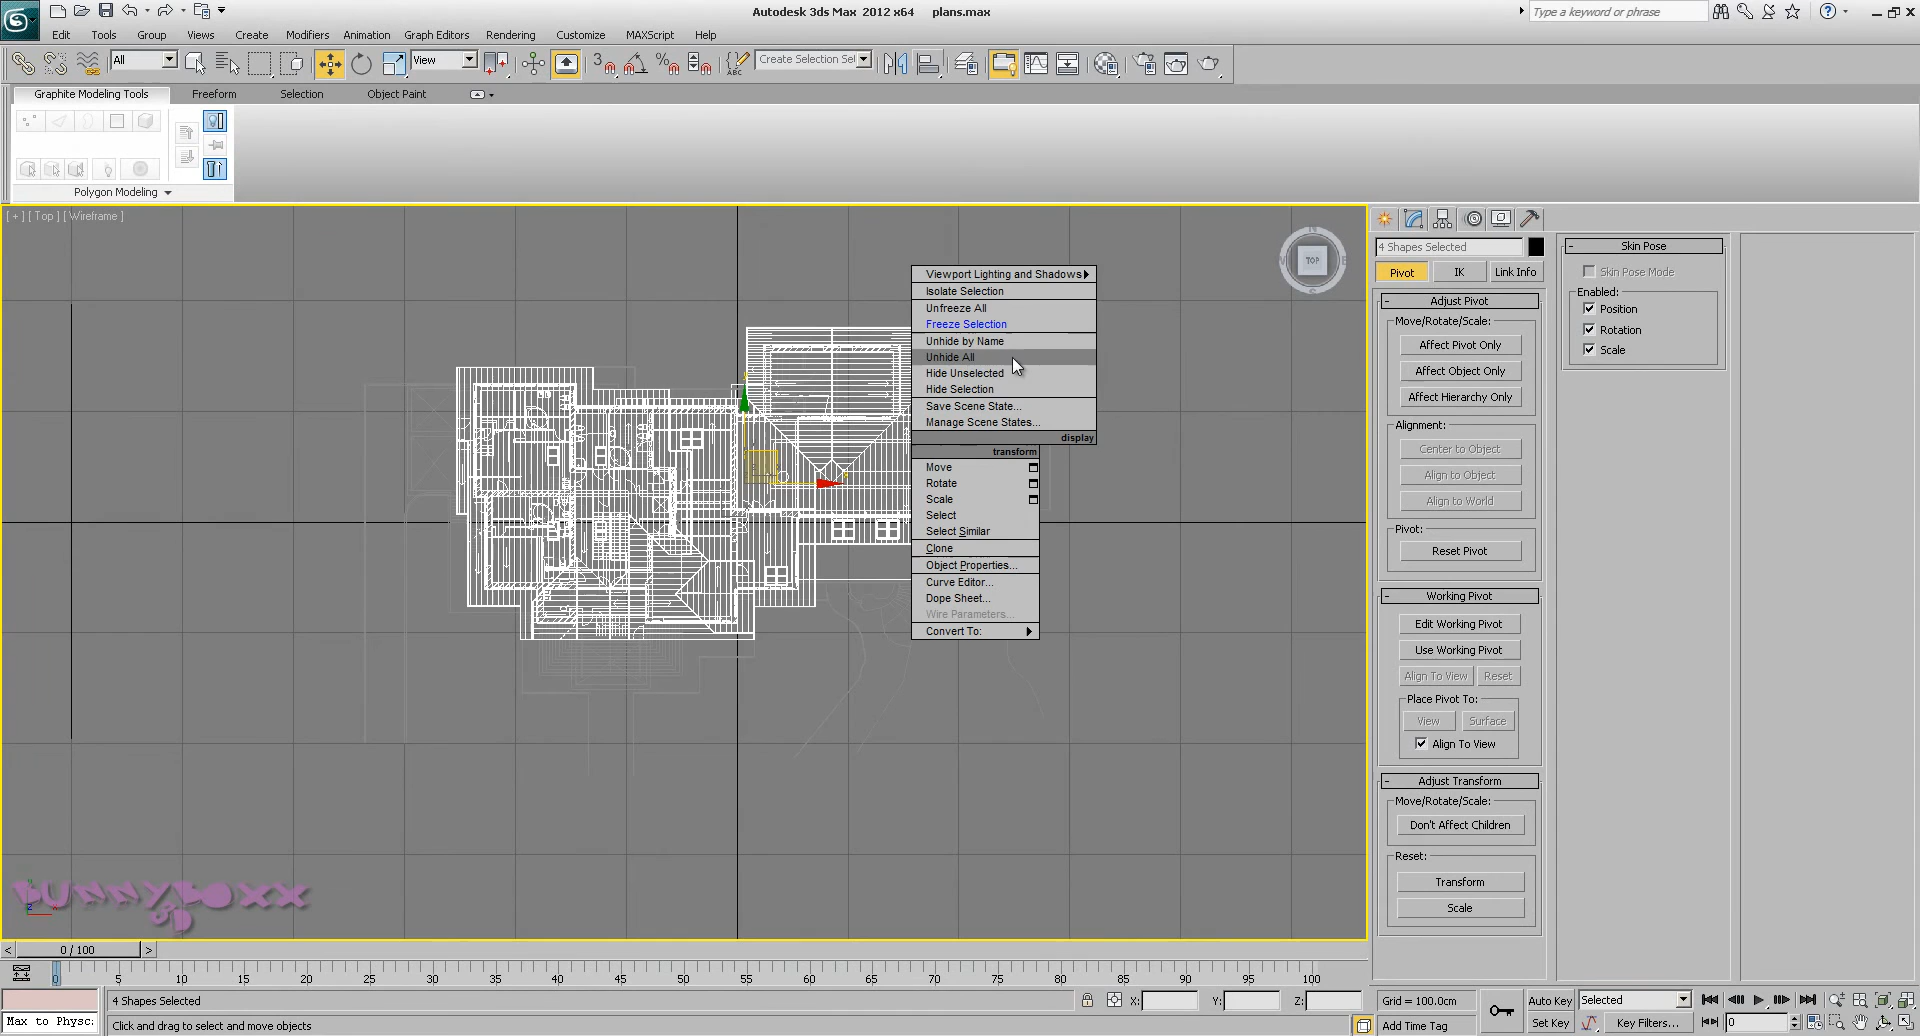 Autodesk 3ds Max 2012 x64 plans.max
Type a keyword or phrase
Edit Tools Group Views Create Modifiers Animation Graph Editors Rendering Customize MAXScript Help
All View Create Selection Sel
Graphite Modeling Tools Freeform Selection Object Paint
Polygon Modeling
[ + ] [ Top ] [ Wireframe ]
TOP
Viewport Lighting and Shadows
Isolate Selection
Unfreeze All
Freeze Selection
Unhide by Name
Unhide All
Hide Unselected
Hide Selection
Save Scene State...
Manage Scene States...
display
transform
Move
Rotate
Scale
Select
Select Similar
Clone
Object Properties...
Curve Editor...
Dope Sheet...
Wire Parameters...
Convert To:
4 Shapes Selected
Pivot IK Link Info
Adjust Pivot
Move/Rotate/Scale:
Affect Pivot Only
Affect Object Only
Affect Hierarchy Only
Alignment:
Center to Object
Align to Object
Align to World
Pivot:
Reset Pivot
Working Pivot
Edit Working Pivot
Use Working Pivot
Align To View Reset
Place Pivot To:
View Surface
Align To View
Adjust Transform
Move/Rotate/Scale:
Don't Affect Children
Reset:
Transform
Scale
Skin Pose
Skin Pose Mode
Enabled:
Position
Rotation
Scale
BUNNYBOXX
3D
< 0 / 100 >
0 5 10 15 20 25 30 35 40 45 50 55 60 65 70 75 80 85 90 95 100
4 Shapes Selected X: Y: Z: Grid = 100.0cm Auto Key Selected
Max to Physc: Click and drag to select and move objects Add Time Tag Set Key Key Filters... 0